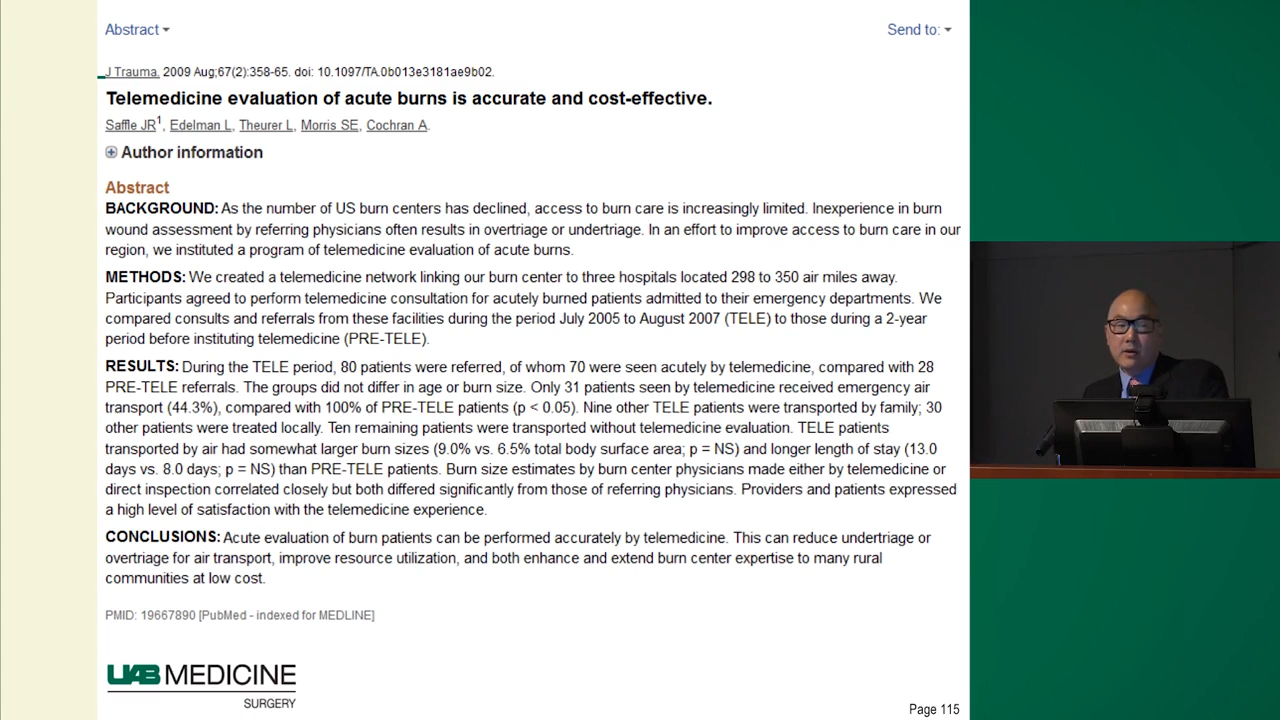 Abstract
Send to:
J Trauma. 2009 Aug;67(2):358-65. doi: 10.1097/TA.0b013e3181ae9b02.
Telemedicine evaluation of acute burns is accurate and cost-effective.
Saffle JR1, Edelman L, Theurer L, Morris SE, Cochran A.
Author information
Abstract
BACKGROUND: As the number of US burn centers has declined, access to burn care is increasingly limited. Inexperience in burn
wound assessment by referring physicians often results in overtriage or undertriage. In an effort to improve access to burn care in our
region, we instituted a program of telemedicine evaluation of acute burns.
METHODS: We created a telemedicine network linking our burn center to three hospitals located 298 to 350 air miles away.
Participants agreed to perform telemedicine consultation for acutely burned patients admitted to their emergency departments. We
compared consults and referrals from these facilities during the period July 2005 to August 2007 (TELE) to those during a 2-year
period before instituting telemedicine (PRE-TELE).
RESULTS: During the TELE period, 80 patients were referred, of whom 70 were seen acutely by telemedicine, compared with 28
PRE-TELE referrals. The groups did not differ in age or burn size. Only 31 patients seen by telemedicine received emergency air
transport (44.3%), compared with 100% of PRE-TELE patients (p < 0.05). Nine other TELE patients were transported by family; 30
other patients were treated locally. Ten remaining patients were transported without telemedicine evaluation. TELE patients
transported by air had somewhat larger burn sizes (9.0% vs. 6.5% total body surface area; p = NS) and longer length of stay (13.0
days vs. 8.0 days; p = NS) than PRE-TELE patients. Burn size estimates by burn center physicians made either by telemedicine or
direct inspection correlated closely but both differed significantly from those of referring physicians. Providers and patients expressed
a high level of satisfaction with the telemedicine experience.
CONCLUSIONS: Acute evaluation of burn patients can be performed accurately by telemedicine. This can reduce undertriage or
overtriage for air transport, improve resource utilization, and both enhance and extend burn center expertise to many rural
communities at low cost.
PMID: 19667890 [PubMed - indexed for MEDLINE]
UAB MEDICINE
SURGERY
Page 115